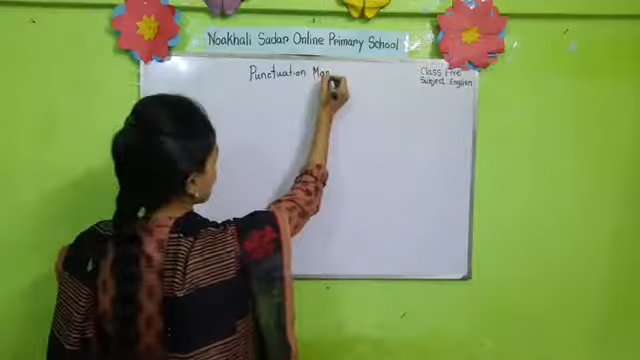 Noakhali Sadar Online Primary School
Punctuation Mar
Class Five
Subject English